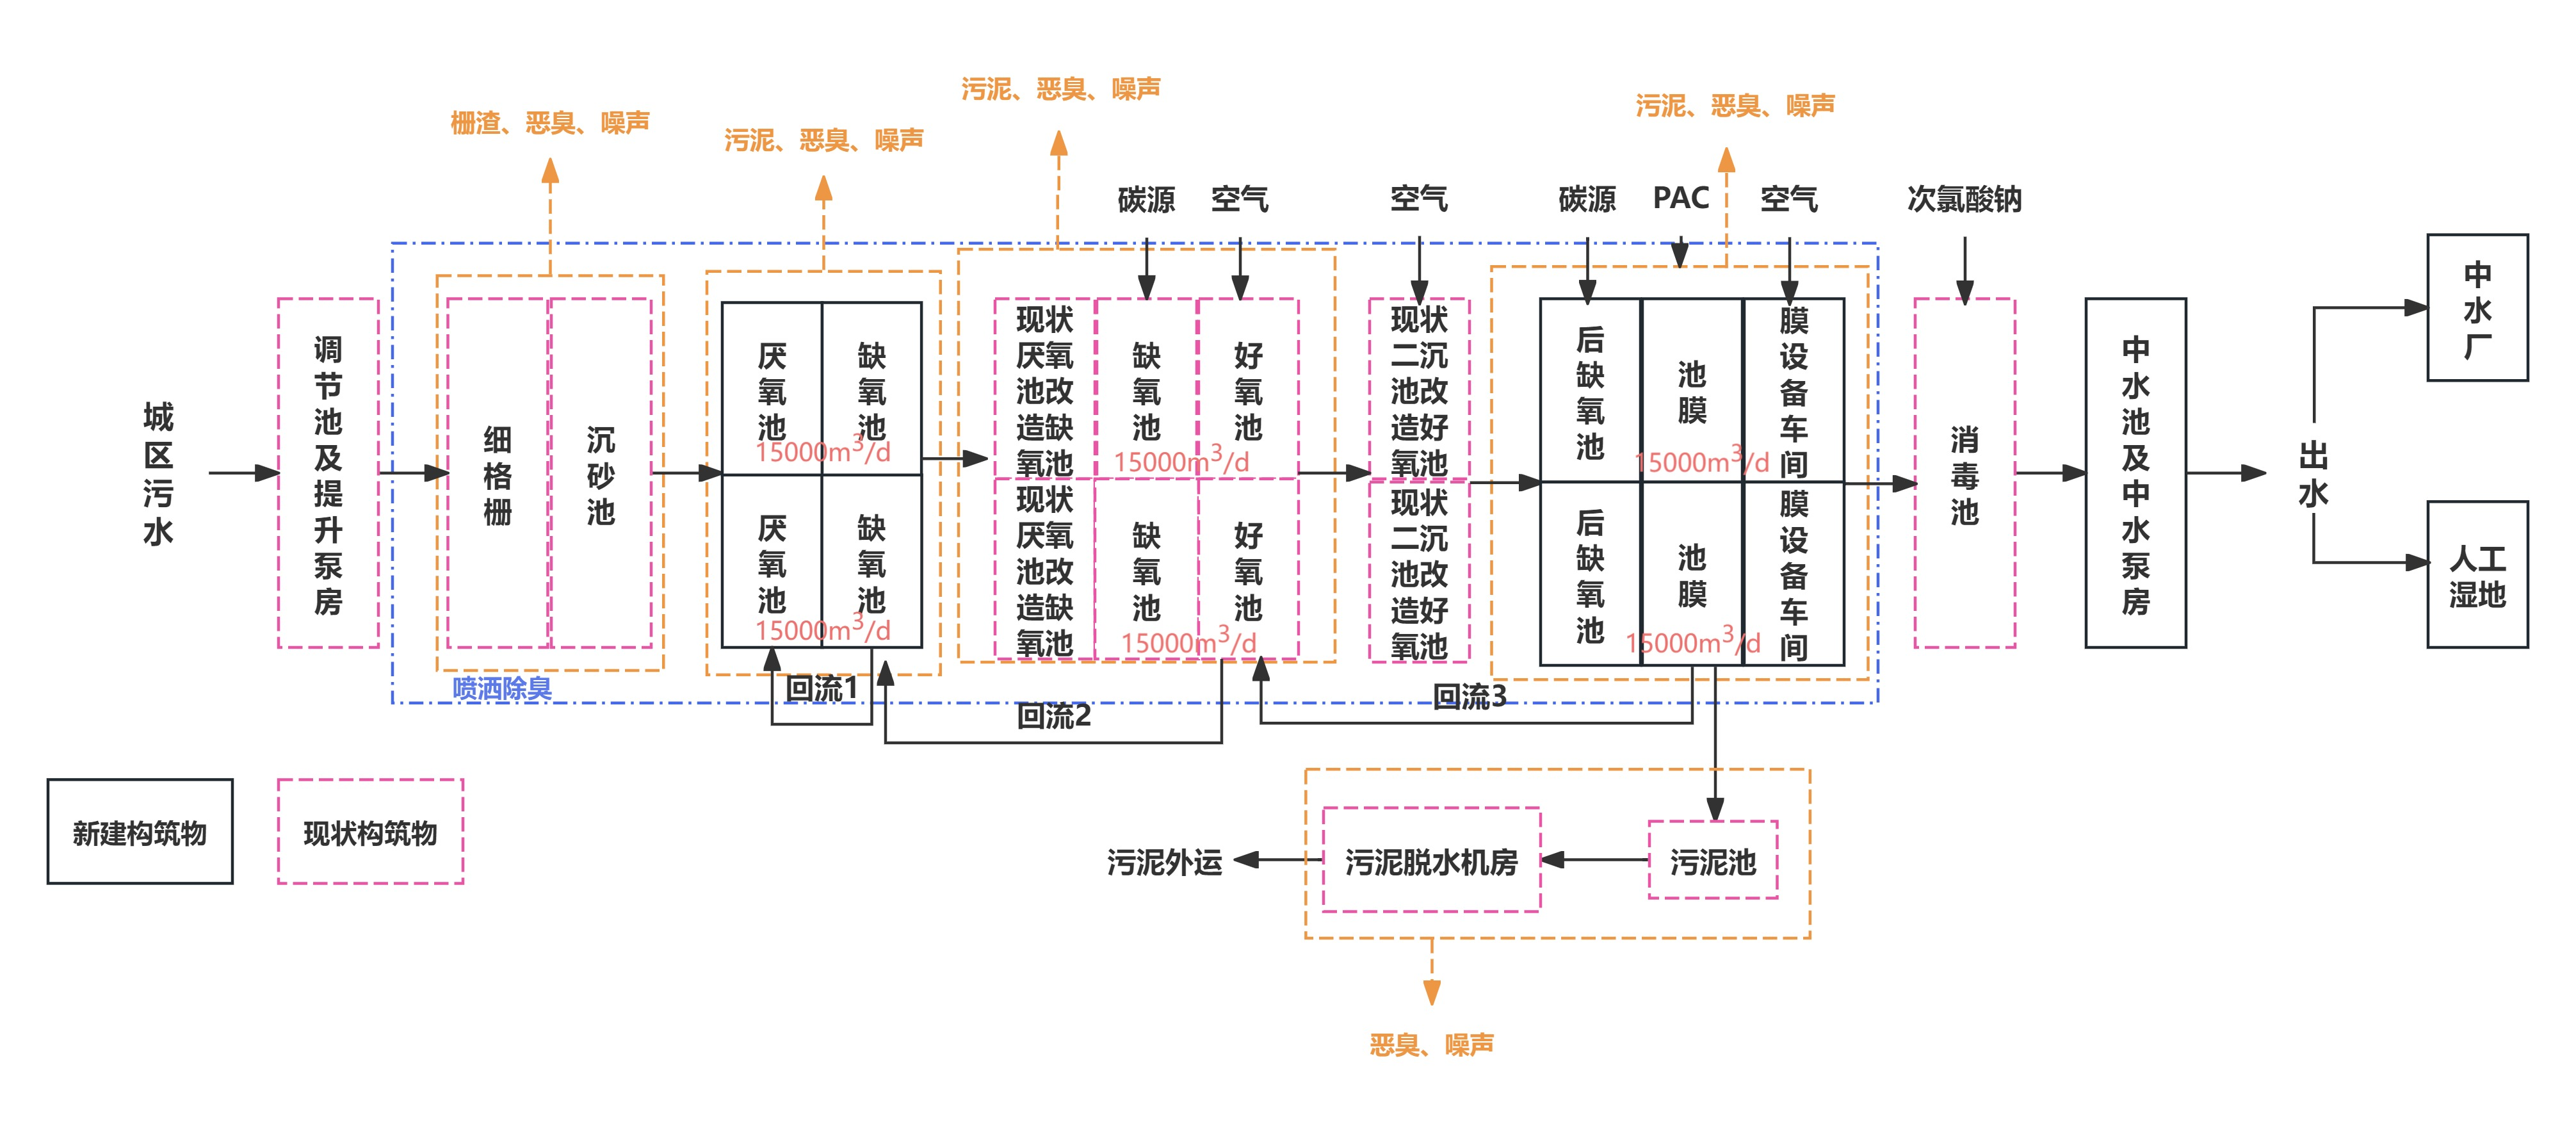 污泥、恶臭、噪声
污泥、恶臭、噪声
栅渣、恶臭、噪声
污泥、恶臭、噪声
碳源
空气
空气
碳源
PAC
空气
次氯酸钠
城区污水
调节池及提升泵房
细格栅
沉砂池
厌氧池
缺氧池
15000m³/d
厌氧池
缺氧池
15000m³/d
现状
厌氧
池改
造缺
氧池
缺氧池
好氧池
15000m³/d
现状
厌氧
池改
造缺
氧池
缺氧池
好氧池
15000m³/d
现状
二沉
池改
造好
氧池
现状
二沉
池改
造好
氧池
后缺氧池
池膜
膜设备车间
15000m³/d
后缺氧池
池膜
膜设备车间
15000m³/d
消毒池
中水池及中水泵房
出水
中水厂
人工
湿地
喷洒除臭
回流1
回流2
回流3
新建构筑物
现状构筑物
污泥外运
污泥脱水机房
污泥池
恶臭、噪声